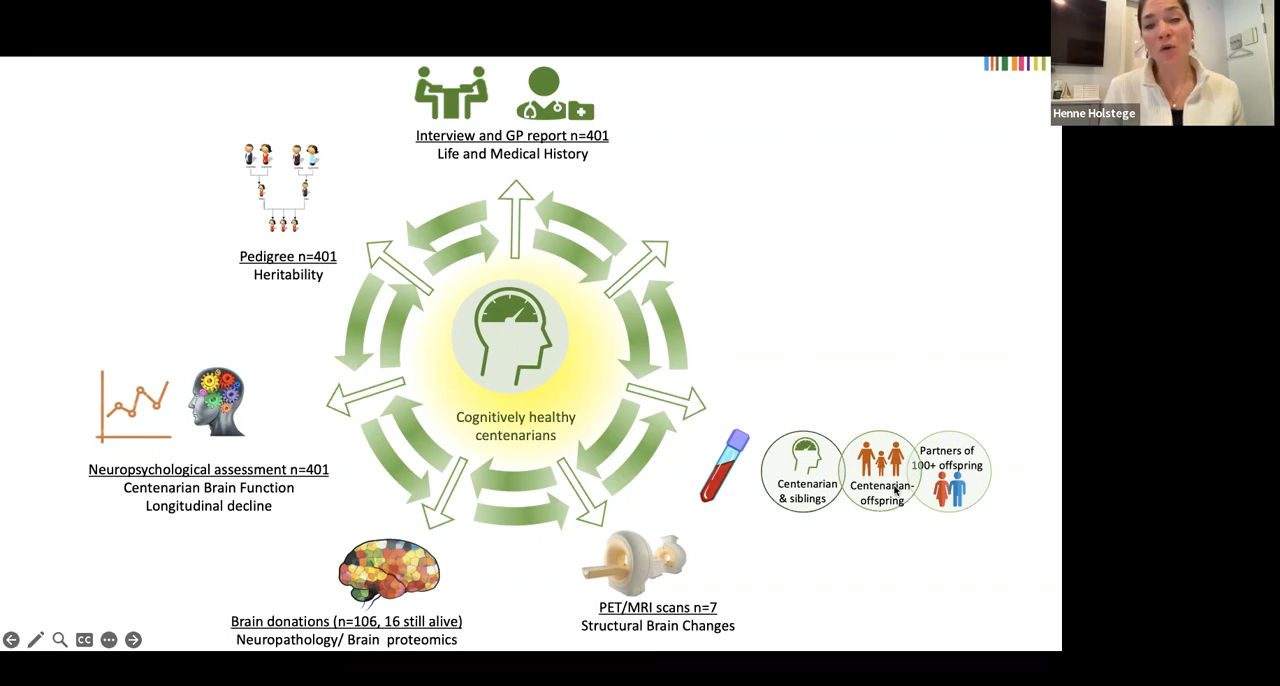 Henne Holstege
Interview and GP report n=401
Life and Medical History
Pedigree n=401
Heritability
Cognitively healthy
centenarians
Neuropsychological assessment n=401
Centenarian Brain Function
Longitudinal decline
Centenarian
& siblings
Centenarian-
offspring
Partners of
100+ offspring
Brain donations (n=106, 16 still alive)
Neuropathology/ Brain proteomics
PET/MRI scans n=7
Structural Brain Changes
CC